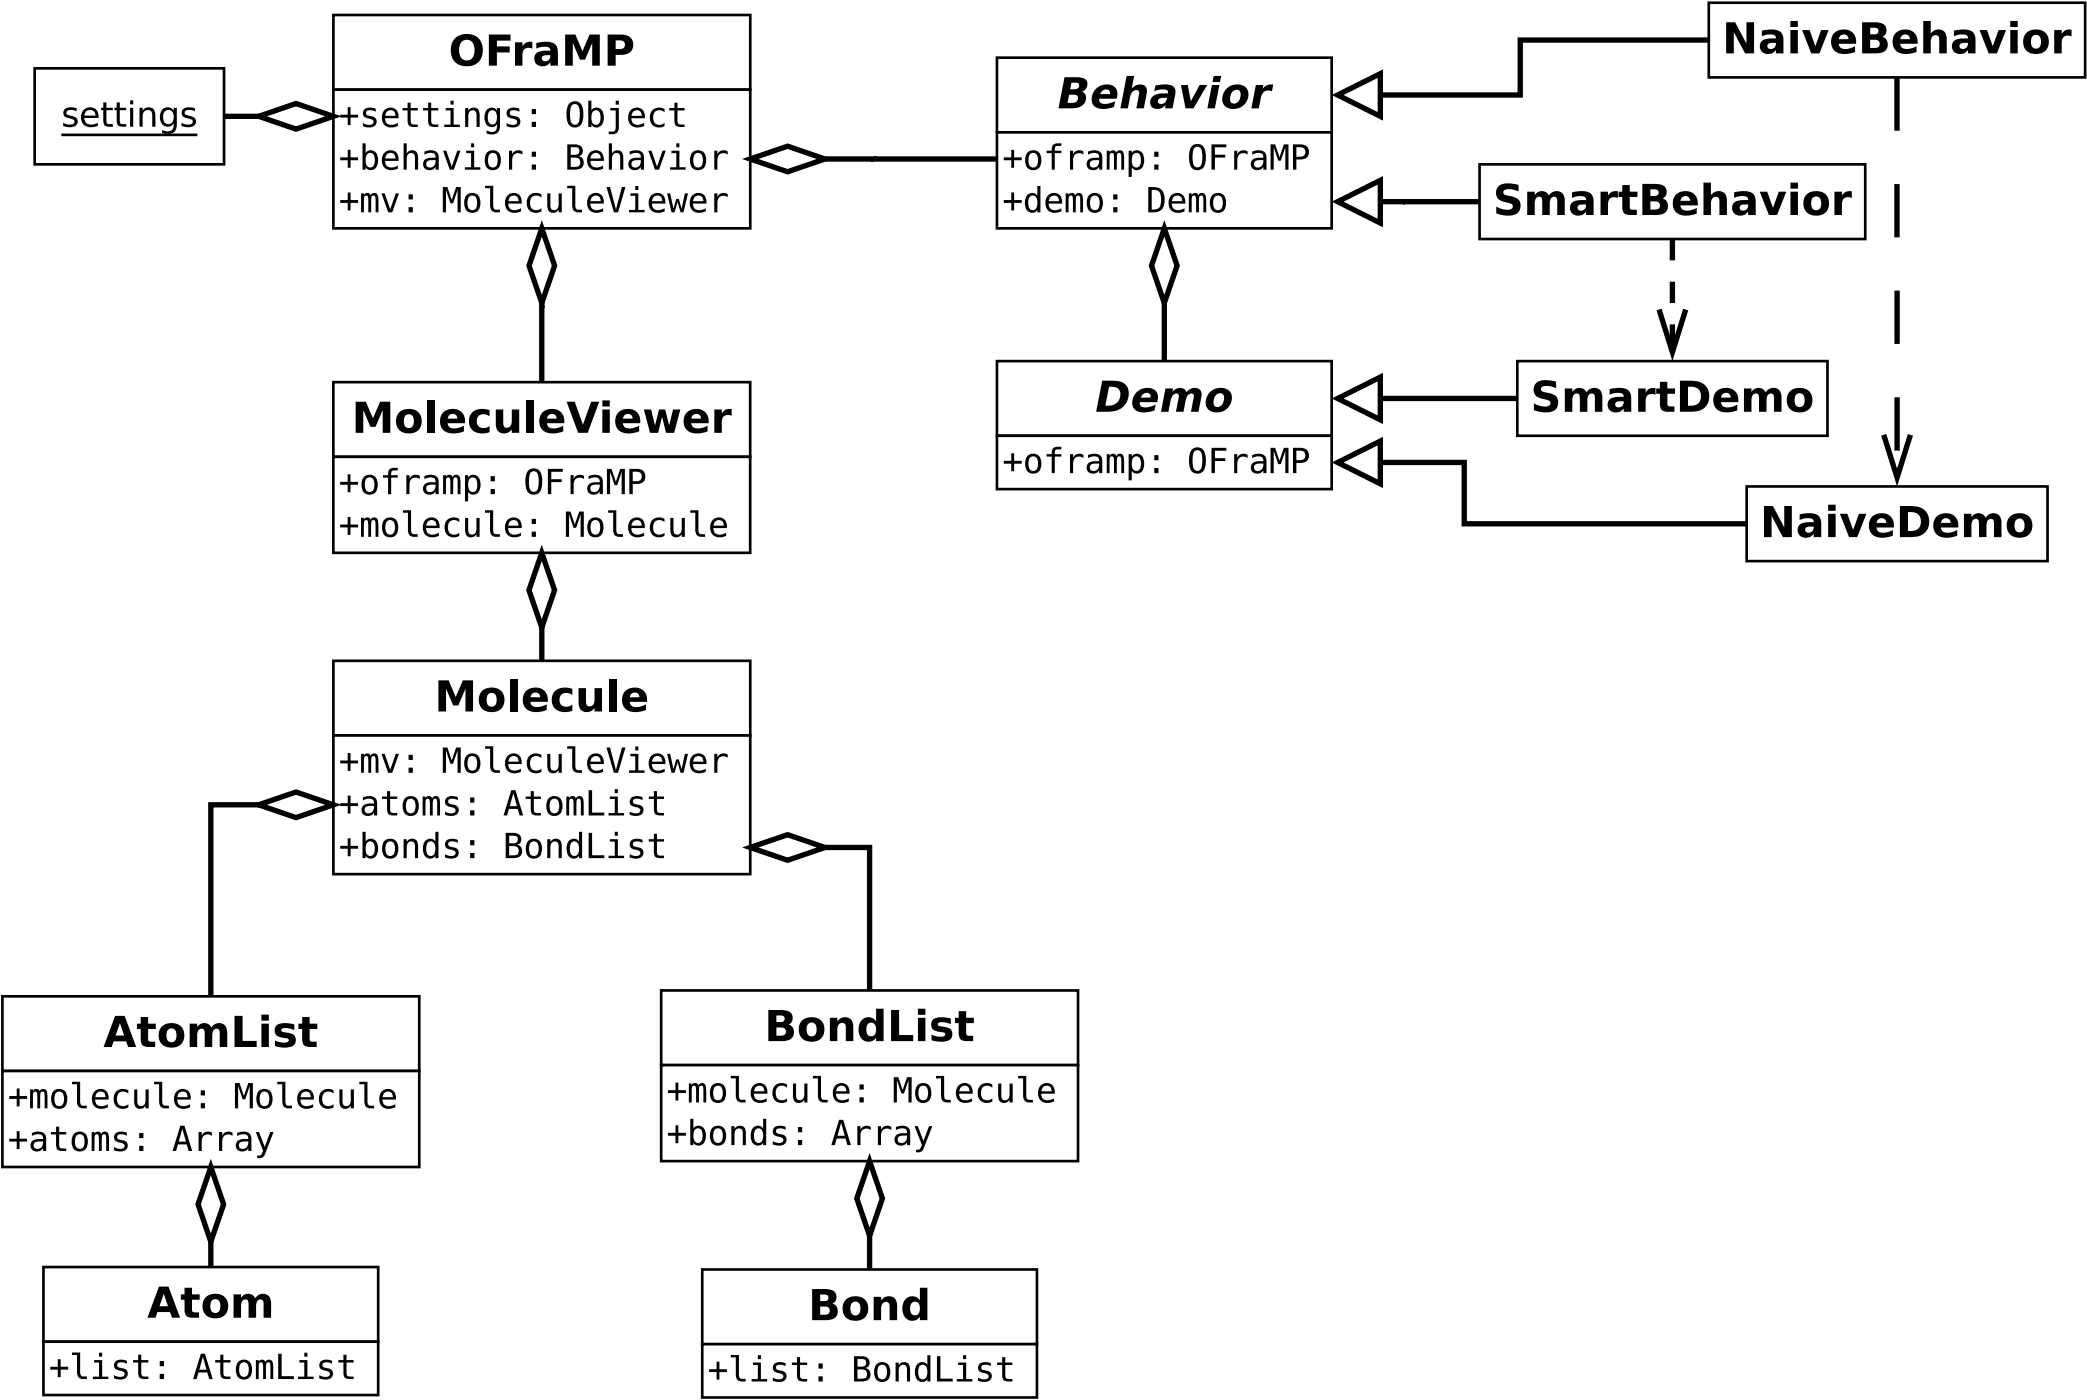 OFraMP
+settings: Object
+behavior: Behavior
+mv: MoleculeViewer
settings
Behavior
+oframp: OFraMP
+demo: Demo
NaiveBehavior
SmartBehavior
MoleculeViewer
+oframp: OFraMP
+molecule: Molecule
Demo
+oframp: OFraMP
SmartDemo
NaiveDemo
Molecule
+mv: MoleculeViewer
+atoms: AtomList
+bonds: BondList
AtomList
+molecule: Molecule
+atoms: Array
BondList
+molecule: Molecule
+bonds: Array
Atom
+list: AtomList
Bond
+list: BondList